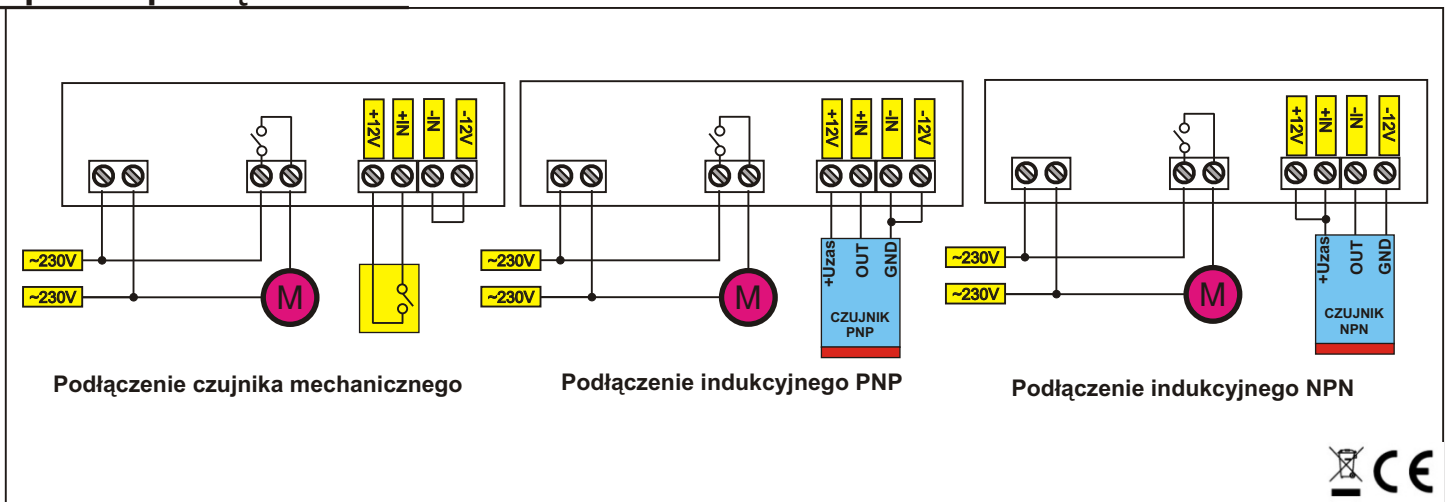 +12V +IN -IN -12V
~230V
~230V
M
Podłączenie czujnika mechanicznego
+12V +IN -IN -12V
~230V
~230V
M
+Uzas OUT GND
CZUJNIK
PNP
Podłączenie indukcyjnego PNP
+12V +IN -IN -12V
~230V
~230V
M
+Uzas OUT GND
CZUJNIK
NPN
Podłączenie indukcyjnego NPN
CE